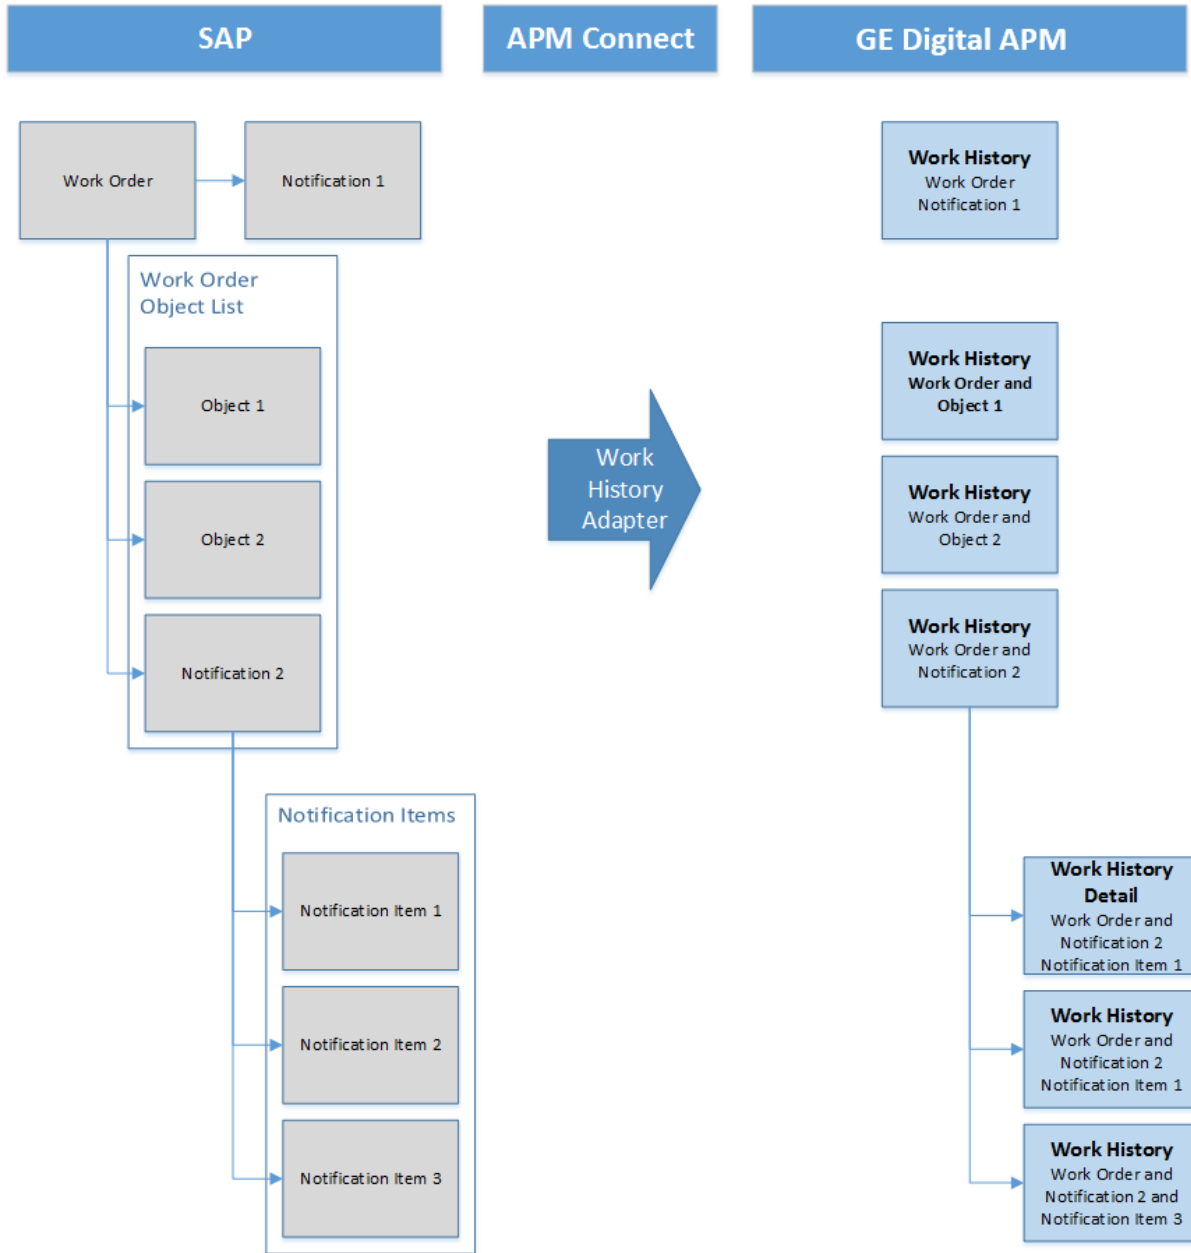 SAP
APM Connect
GE Digital APM
Work Order
Notification 1
Work Order
Object List
Object 1
Object 2
Notification 2
Notification Items
Notification Item 1
Notification Item 2
Notification Item 3
Work
History
Adapter
Work History
Work Order
Notification 1
Work History
Work Order and
Object 1
Work History
Work Order and
Object 2
Work History
Work Order and
Notification 2
Work History
Detail
Work Order and
Notification 2
Notification Item 1
Work History
Work Order and
Notification 2
Notification Item 1
Work History
Work Order and
Notification 2 and
Notification Item 3